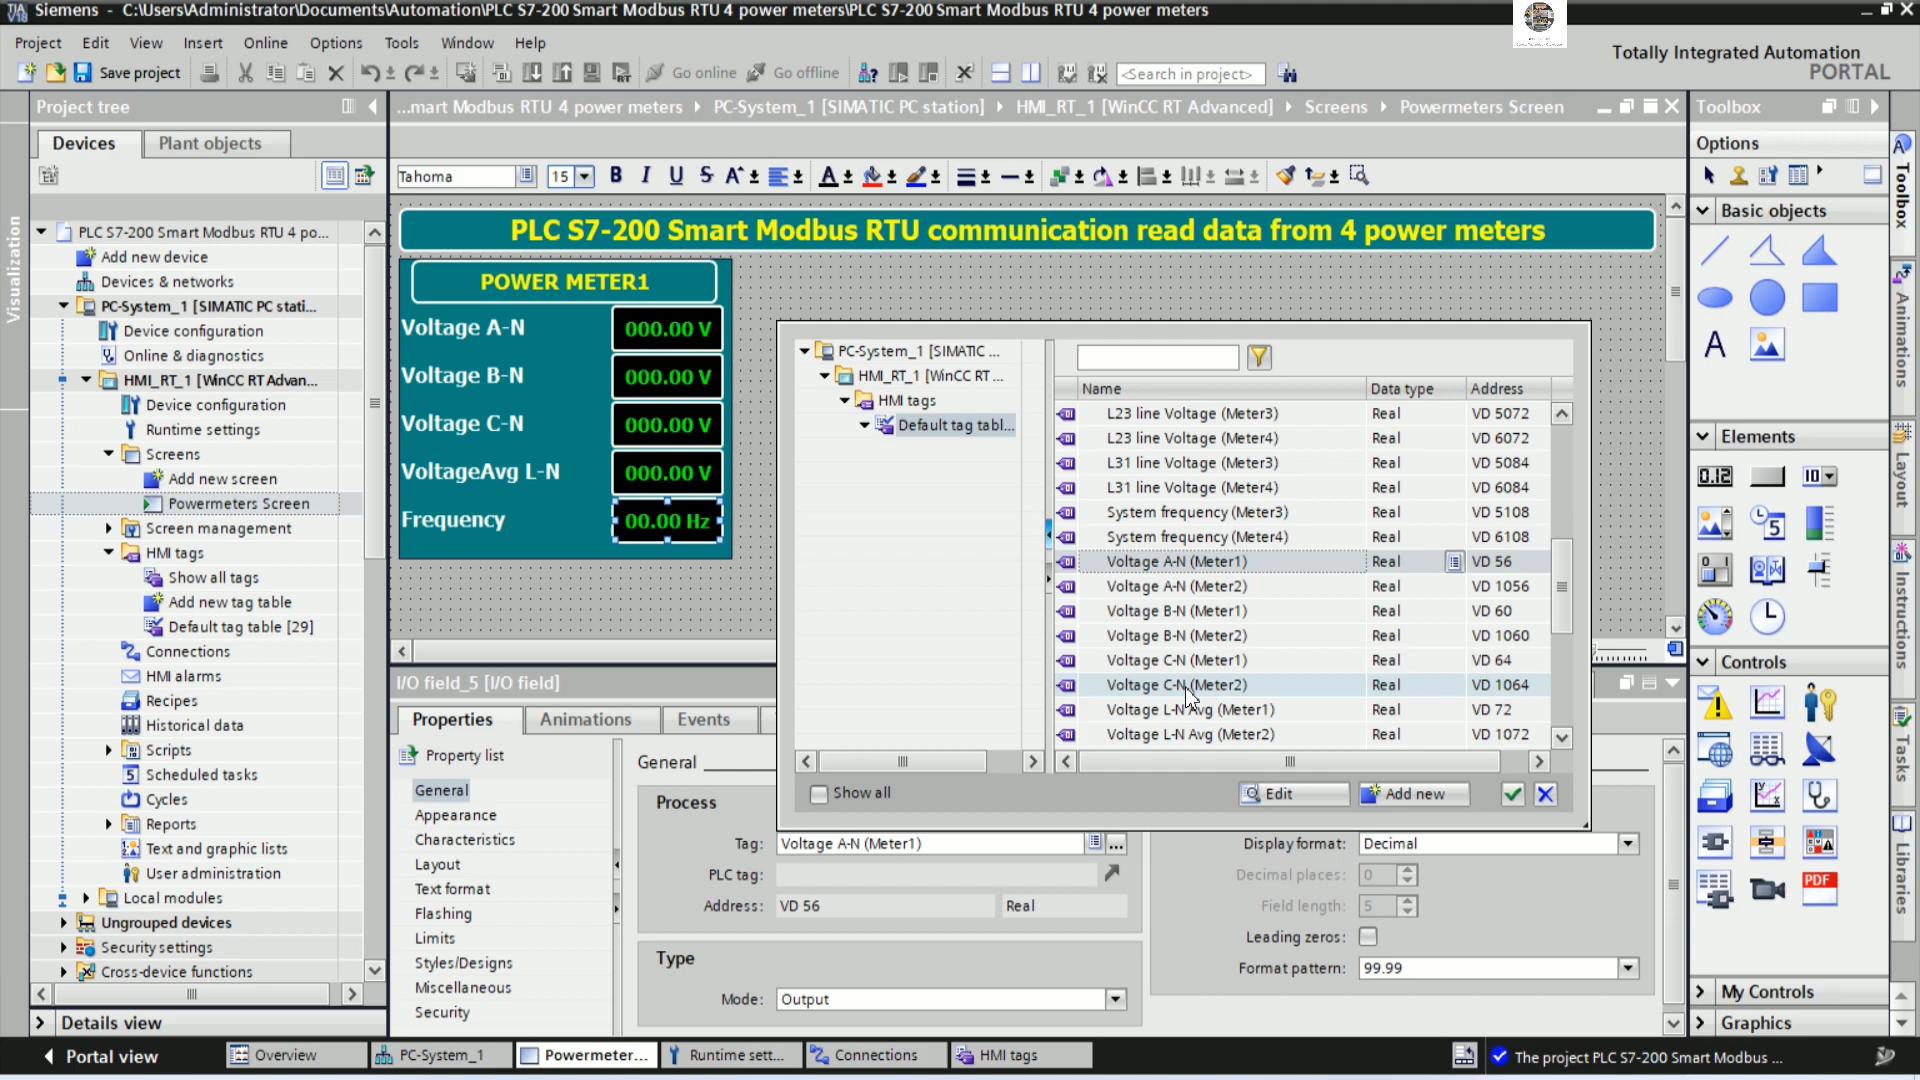 Siemens - C:\Users\Administrator\Documents\Automation\PLC S7-200 Smart Modbus RTU 4 power meters\PLC S7-200 Smart Modbus RTU 4 power meters
Project Edit View Insert Online Options Tools Window Help
Totally Integrated Automation
PORTAL
Save project Go online Go offline <Search in project>
Project tree
...mart Modbus RTU 4 power meters PC-System_1 [SIMATIC PC station] HMI_RT_1 [WinCC RT Advanced] Screens Powermeters Screen
Toolbox
Devices Plant objects
Options
Tahoma 15 B I U S
Visualization
PLC S7-200 Smart Modbus RTU 4 po...
Add new device
Devices & networks
PC-System_1 [SIMATIC PC stati...
Device configuration
Online & diagnostics
HMI_RT_1 [WinCC RT Advan...
Device configuration
Runtime settings
Screens
Add new screen
Powermeters Screen
Screen management
HMI tags
Show all tags
Add new tag table
Default tag table [29]
Connections
HMI alarms
Recipes
Historical data
Scripts
Scheduled tasks
Cycles
Reports
Text and graphic lists
User administration
Local modules
Ungrouped devices
Security settings
Cross-device functions
Details view
PLC S7-200 Smart Modbus RTU communication read data from 4 power meters
POWER METER1
Voltage A-N 000.00 V
Voltage B-N 000.00 V
Voltage C-N 000.00 V
VoltageAvg L-N 000.00 V
Frequency 00.00 Hz
PC-System_1 [SIMATIC ...
HMI_RT_1 [WinCC RT ...
HMI tags
Default tag tabl...
Name Data type Address
L23 line Voltage (Meter3) Real VD 5072
L23 line Voltage (Meter4) Real VD 6072
L31 line Voltage (Meter3) Real VD 5084
L31 line Voltage (Meter4) Real VD 6084
System frequency (Meter3) Real VD 5108
System frequency (Meter4) Real VD 6108
Voltage A-N (Meter1) Real VD 56
Voltage A-N (Meter2) Real VD 1056
Voltage B-N (Meter1) Real VD 60
Voltage B-N (Meter2) Real VD 1060
Voltage C-N (Meter1) Real VD 64
Voltage C-N (Meter2) Real VD 1064
Voltage L-N Avg (Meter1) Real VD 72
Voltage L-N Avg (Meter2) Real VD 1072
Show all Edit Add new
I/O field_5 [I/O field]
Properties Animations Events
Property list
General
Appearance
Characteristics
Layout
Text format
Flashing
Limits
Styles/Designs
Miscellaneous
Security
General
Process
Tag: Voltage A-N (Meter1)
PLC tag:
Address: VD 56 Real
Type
Mode: Output
Display format: Decimal
Decimal places: 0
Field length: 5
Leading zeros:
Format pattern: 99.99
Basic objects
A
Elements
0.12 10
5
Controls
PDF
My Controls
Graphics
Toolbox
Animations
Layout
Instructions
Tasks
Libraries
Portal view Overview PC-System_1 Powermeter... Runtime sett... Connections HMI tags The project PLC S7-200 Smart Modbus ...